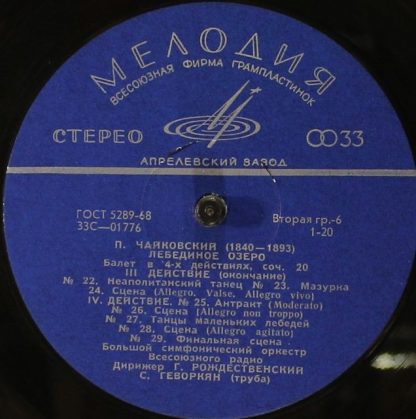 МЕЛОДИЯ
ВСЕСОЮЗНАЯ ФИРМА ГРАМПЛАСТИНОК
СТЕРЕО
33
АПРЕЛЕВСКИЙ ЗАВОД
ГОСТ 5289-68
Вторая гр.-6
33С—01776
1-20
П. ЧАЙКОВСКИЙ (1840—1893)
ЛЕБЕДИНОЕ ОЗЕРО
Балет в 4-х действиях, соч. 20
III ДЕЙСТВИЕ (окончание)
№ 22. Неаполитанский танец № 23. Мазурка
24. Сцена (Allegro. Valse, Allegro vivo)
IV. ДЕЙСТВИЕ. № 25. Антракт (Moderato)
№ 26. Сцена (Allegro non troppo)
№ 27. Танцы маленьких лебедей
№ 28. Сцена (Allegro agitato)
№ 29. Финальная сцена
Большой симфонический оркестр
Всесоюзного радио
Дирижер Г. РОЖДЕСТВЕНСКИЙ
С. ГЕВОРКЯН (труба)